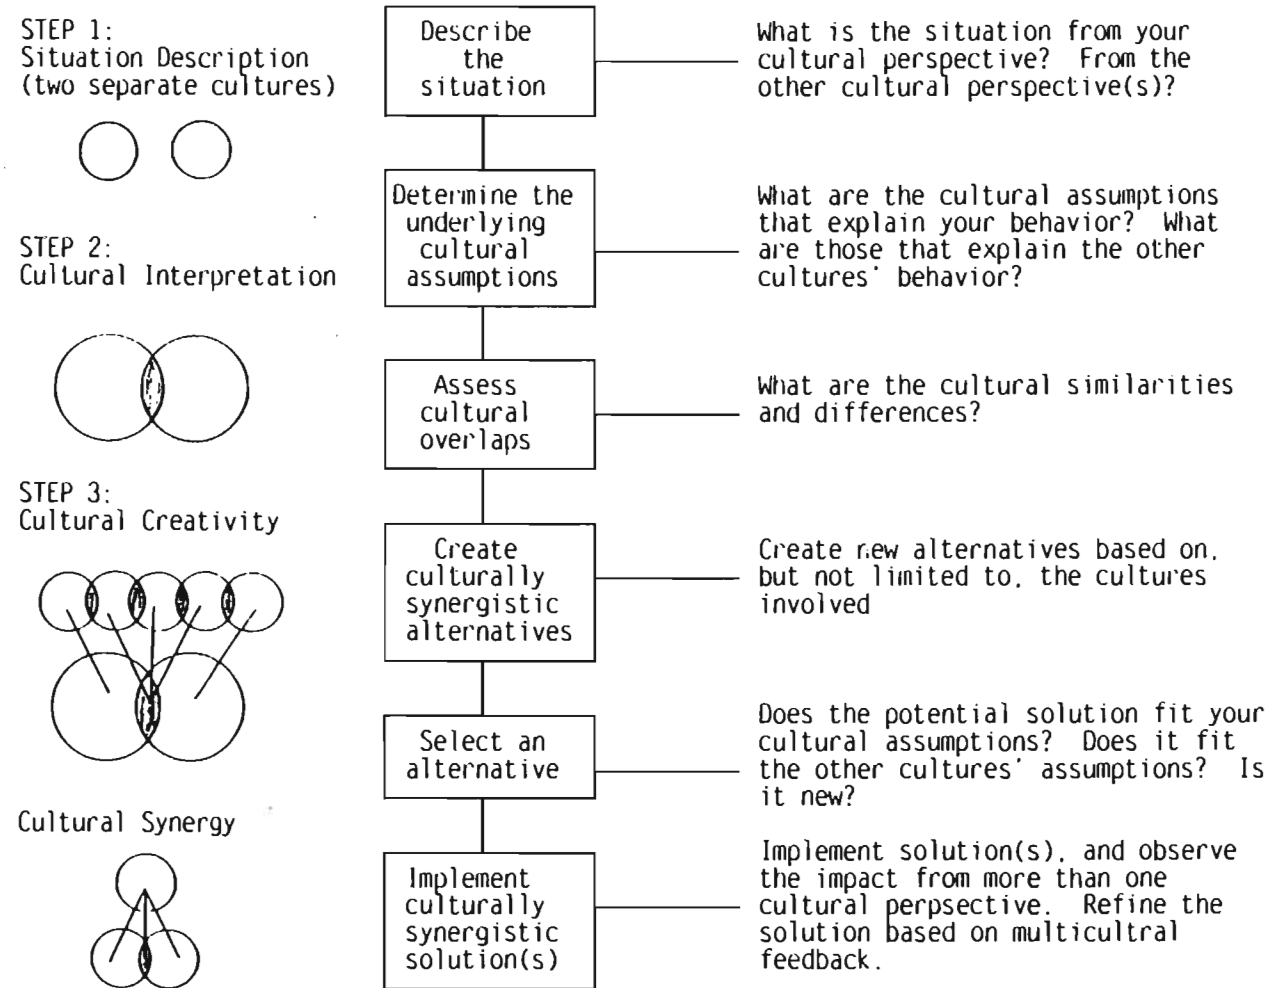 STEP 1:
Situation Description
(two separate cultures)
STEP 2:
Cultural Interpretation
STEP 3:
Cultural Creativity
Cultural Synergy
Describe
the
situation
Determine the
underlying
cultural
assumptions
Assess
cultural
overlaps
Create
culturally
synergistic
alternatives
Select an
alternative
Implement
culturally
synergistic
solution(s)
What is the situation from your
cultural perspective? From the
other cultural perspective(s)?
What are the cultural assumptions
that explain your behavior? What
are those that explain the other
cultures' behavior?
What are the cultural similarities
and differences?
Create new alternatives based on,
but not limited to, the cultures
involved
Does the potential solution fit your
cultural assumptions? Does it fit
the other cultures' assumptions? Is
it new?
Implement solution(s), and observe
the impact from more than one
cultural perpsective. Refine the
solution based on multicultral
feedback.